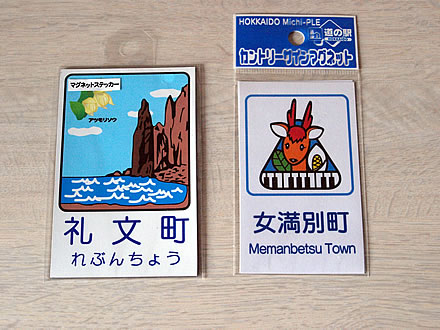 マグネットステッカー
アツモリソウ
礼文町
れぶんちょう
HOKKAIDO Michi-PLE
道の駅
HOKKAIDO
カントリーサインマグネット
女満別町
Memanbetsu Town